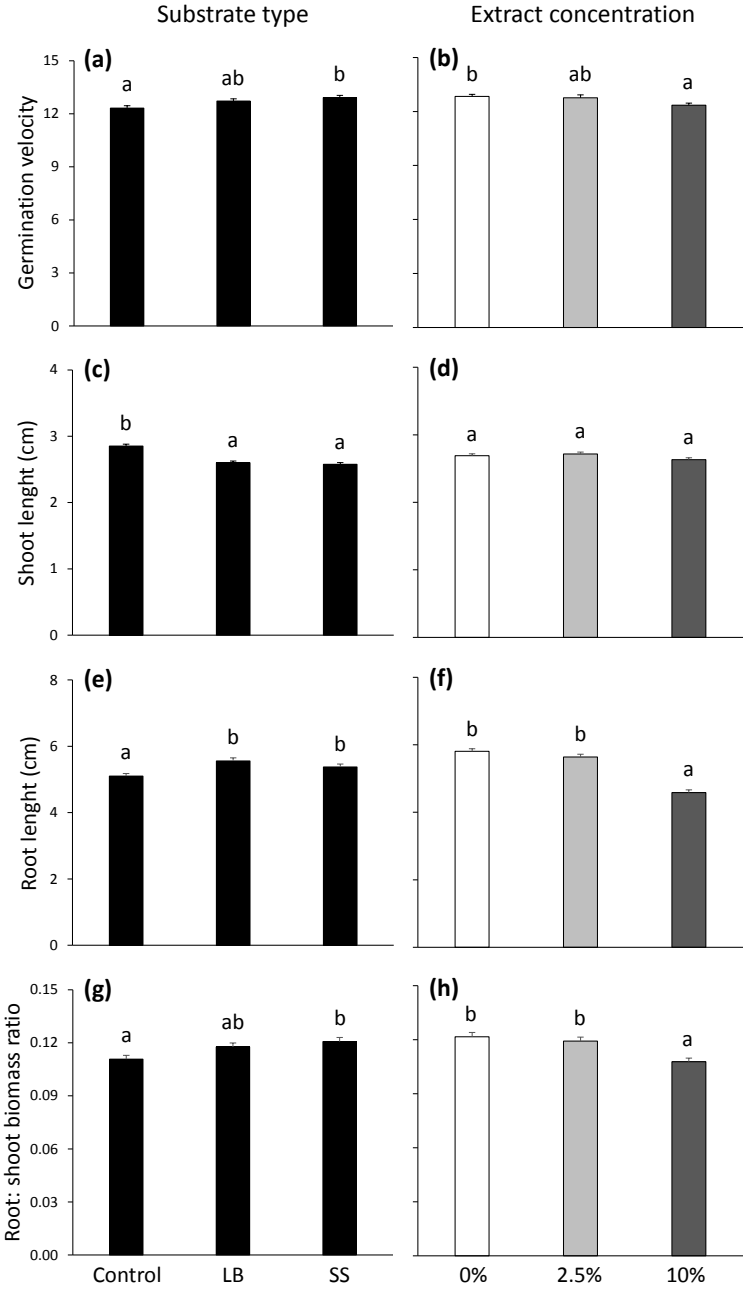 Substrate type
Extract concentration
Germination velocity
(a)
15
12
9
6
3
0
a
ab
b
(b)
b
ab
a
Shoot lenght (cm)
(c)
4
3
2
1
0
b
a
a
(d)
a
a
a
Root lenght (cm)
(e)
8
6
4
2
0
a
b
b
(f)
b
b
a
Root: shoot biomass ratio
(g)
0.15
0.12
0.09
0.06
0.03
0.00
a
ab
b
(h)
b
b
a
Control
LB
SS
0%
2.5%
10%